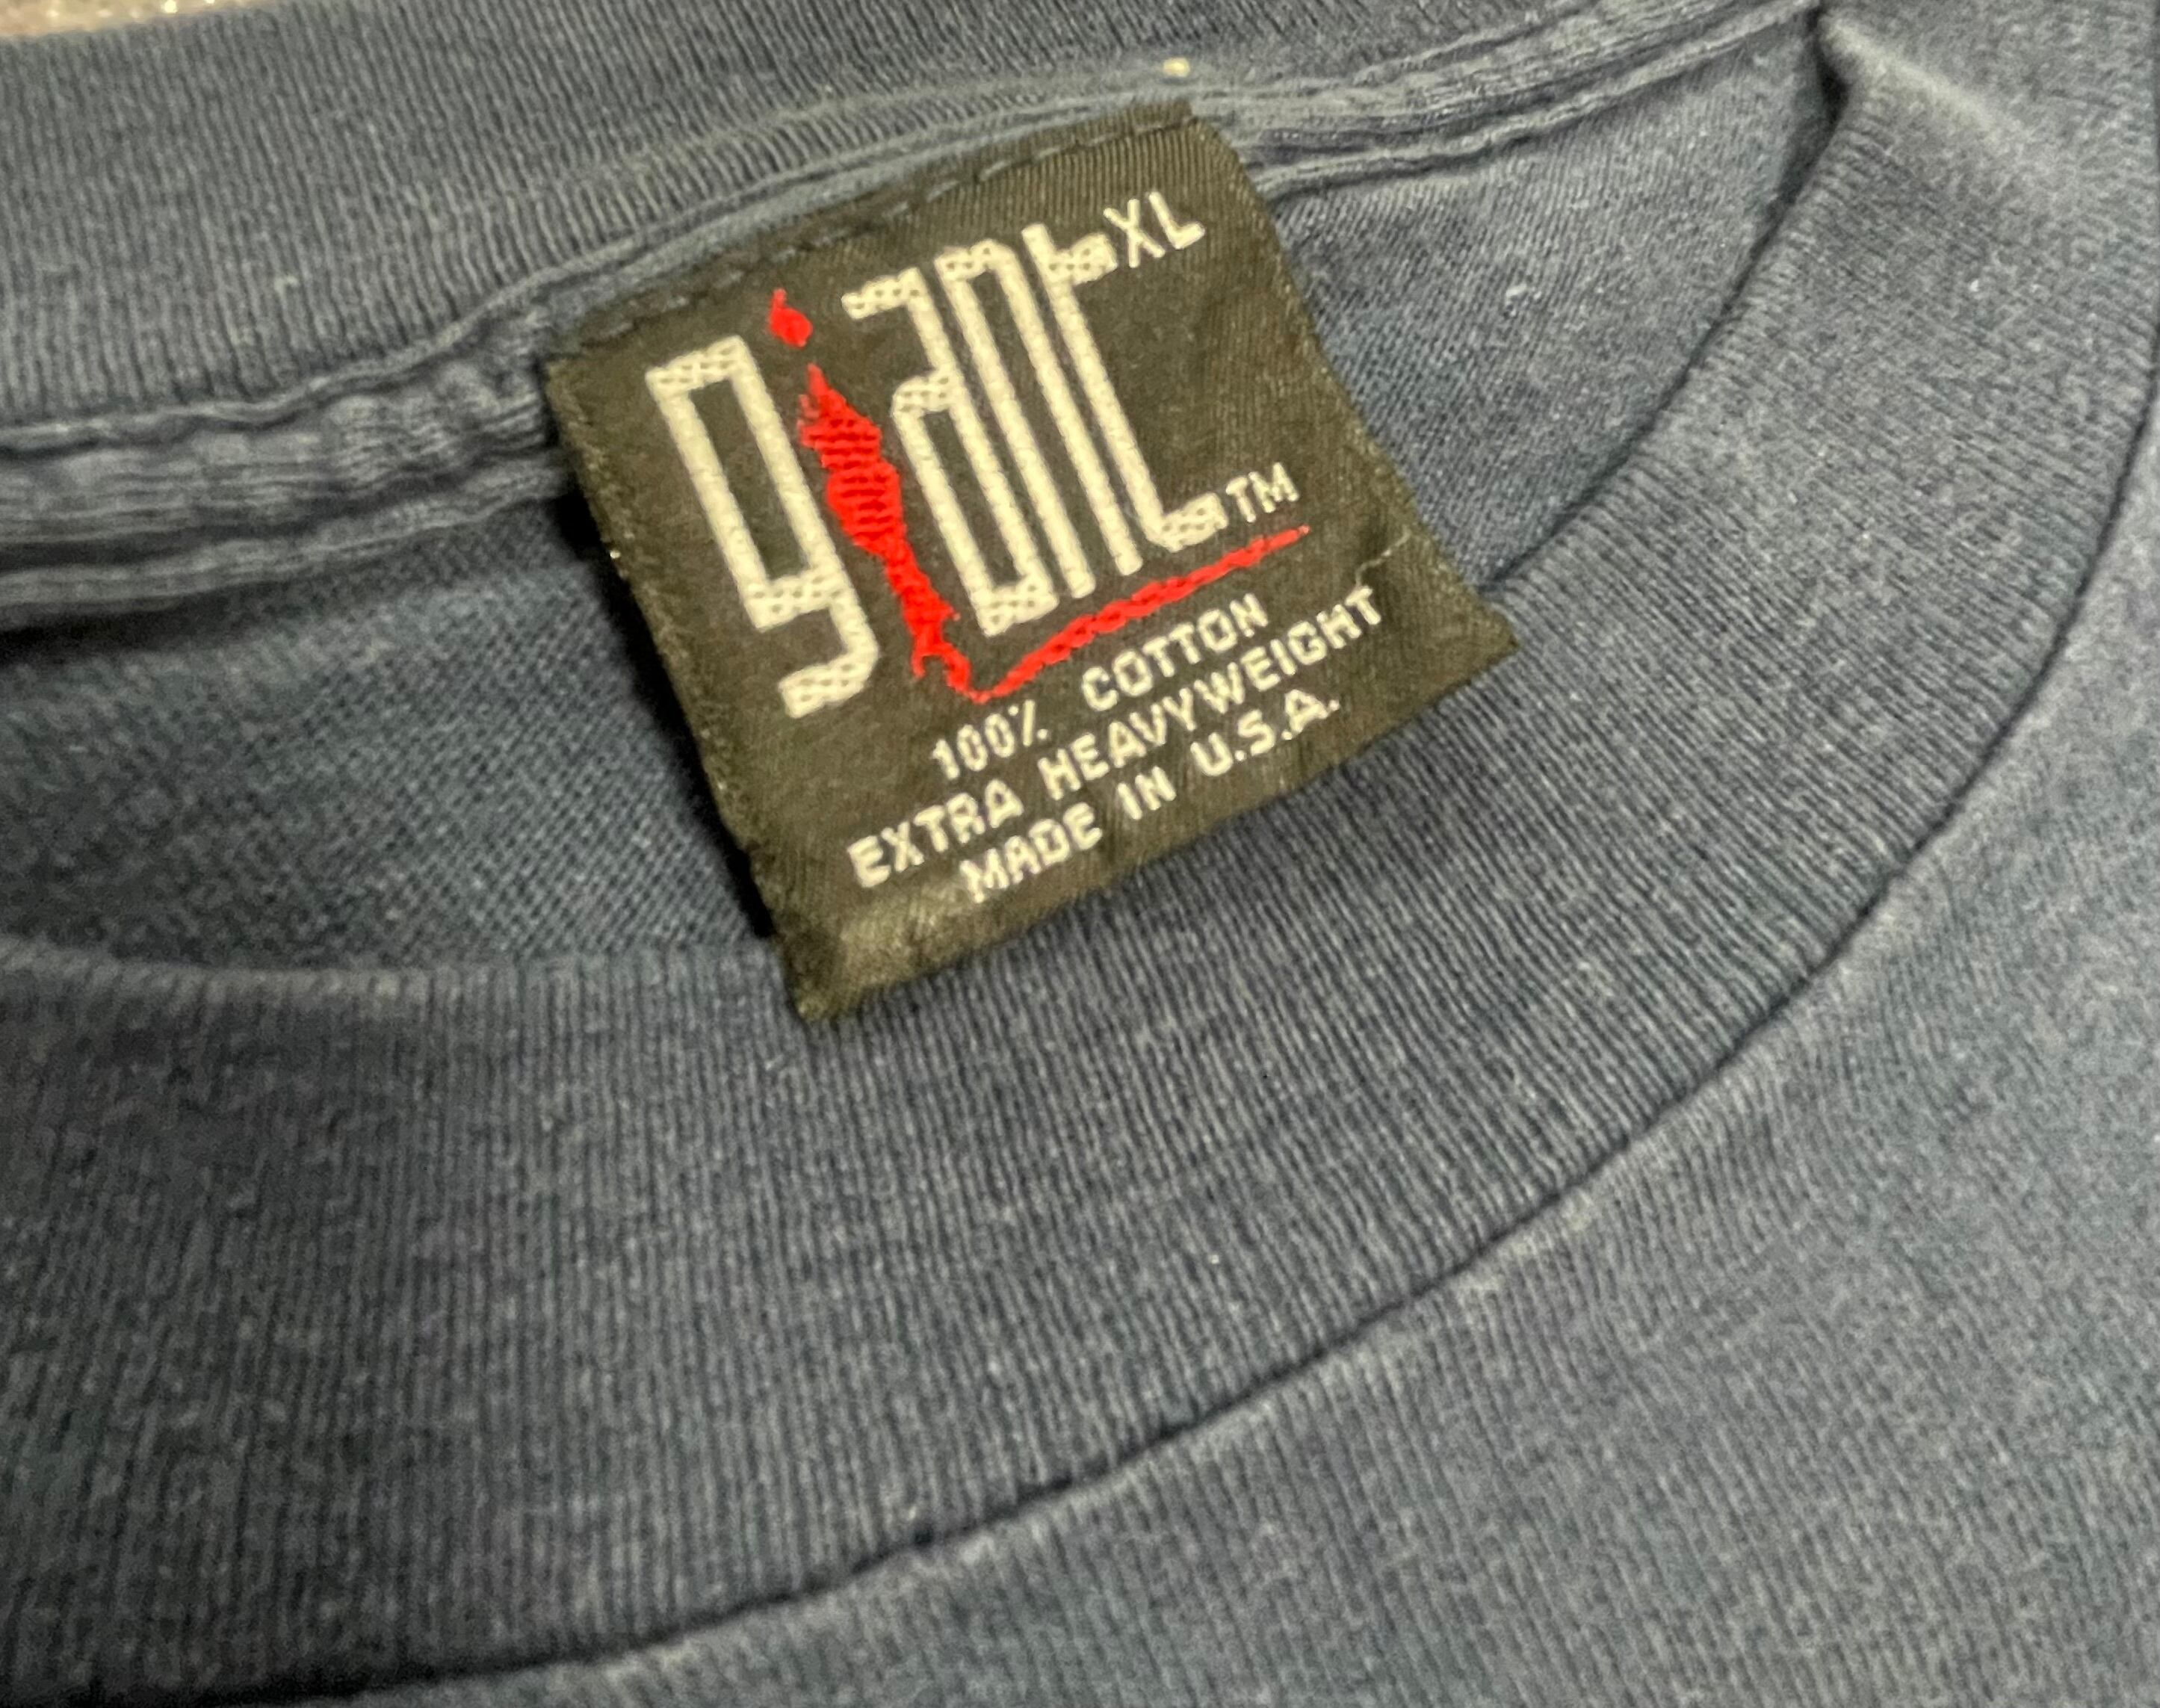 giant XL
TM
100% COTTON
EXTRA HEAVYWEIGHT
MADE IN U.S.A.